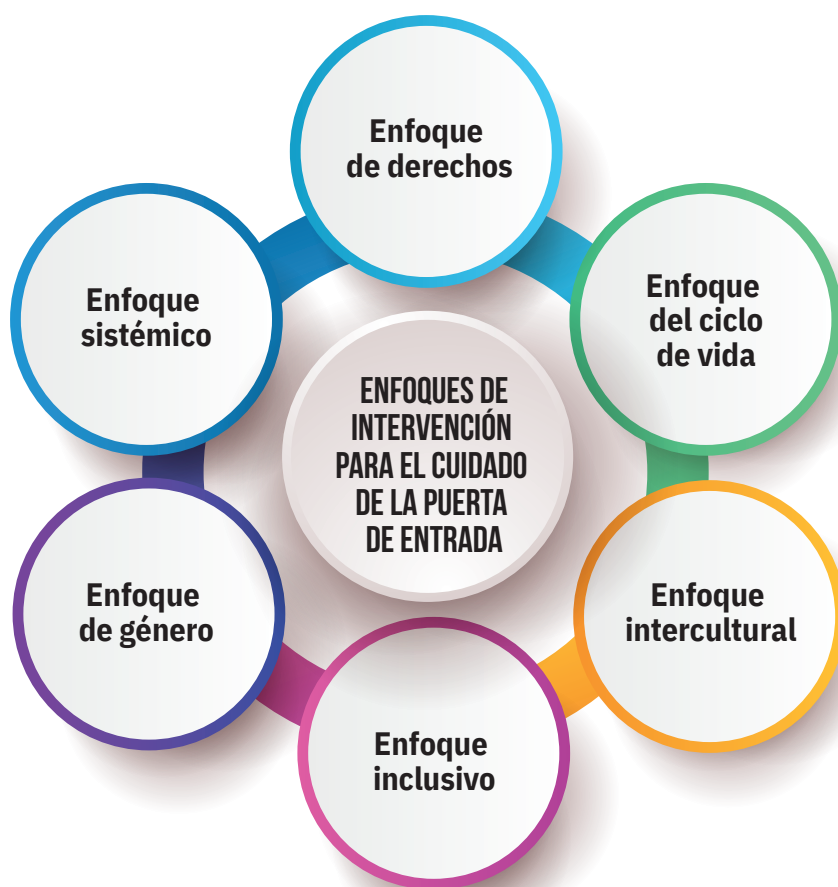 Enfoque
de derechos
Enfoque
sistémico
Enfoque
del ciclo
de vida
ENFOQUES DE
INTERVENCIÓN
PARA EL CUIDADO
DE LA PUERTA
DE ENTRADA
Enfoque
de género
Enfoque
intercultural
Enfoque
inclusivo